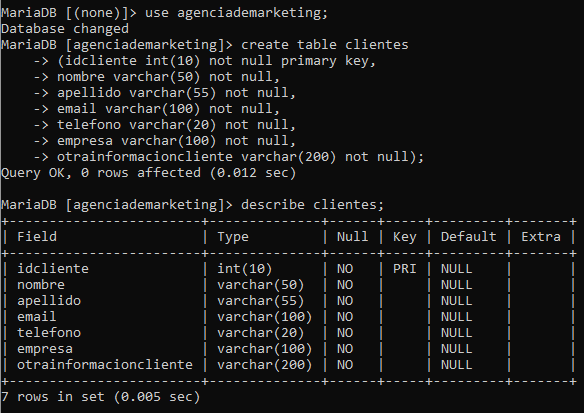 MariaDB [(none)]> use agenciademarketing;
Database changed
MariaDB [agenciademarketing]> create table clientes
    -> (idcliente int(10) not null primary key,
    -> nombre varchar(50) not null,
    -> apellido varchar(55) not null,
    -> email varchar(100) not null,
    -> telefono varchar(20) not null,
    -> empresa varchar(100) not null,
    -> otrainformacioncliente varchar(200) not null);
Query OK, 0 rows affected (0.012 sec)

MariaDB [agenciademarketing]> describe clientes;
+------------------------+--------------+------+-----+---------+-------+
| Field                  | Type         | Null | Key | Default | Extra |
+------------------------+--------------+------+-----+---------+-------+
| idcliente              | int(10)      | NO   | PRI | NULL    |       |
| nombre                 | varchar(50)  | NO   |     | NULL    |       |
| apellido               | varchar(55)  | NO   |     | NULL    |       |
| email                  | varchar(100) | NO   |     | NULL    |       |
| telefono               | varchar(20)  | NO   |     | NULL    |       |
| empresa                | varchar(100) | NO   |     | NULL    |       |
| otrainformacioncliente | varchar(200) | NO   |     | NULL    |       |
+------------------------+--------------+------+-----+---------+-------+
7 rows in set (0.005 sec)